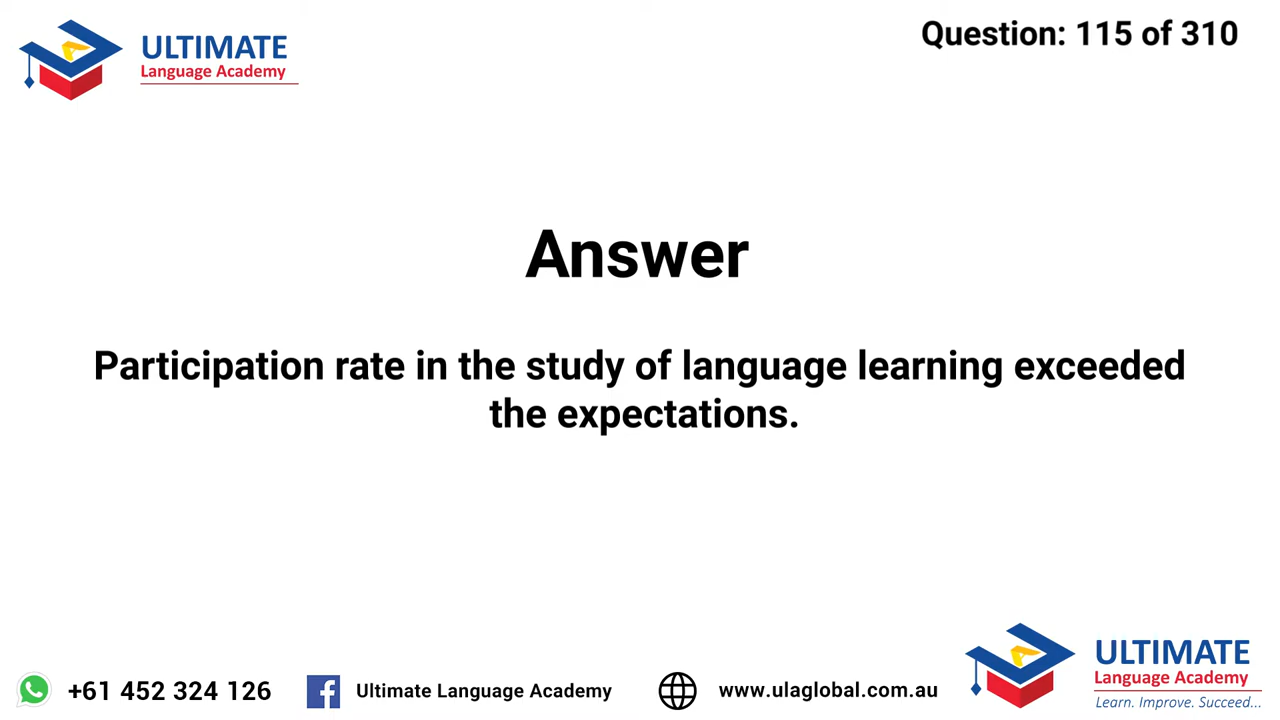 ULTIMATE
Language Academy
Question: 115 of 310
Answer
Participation rate in the study of language learning exceeded
the expectations.
+61 452 324 126
Ultimate Language Academy
www.ulaglobal.com.au
ULTIMATE
Language Academy
Learn. Improve. Succeed...